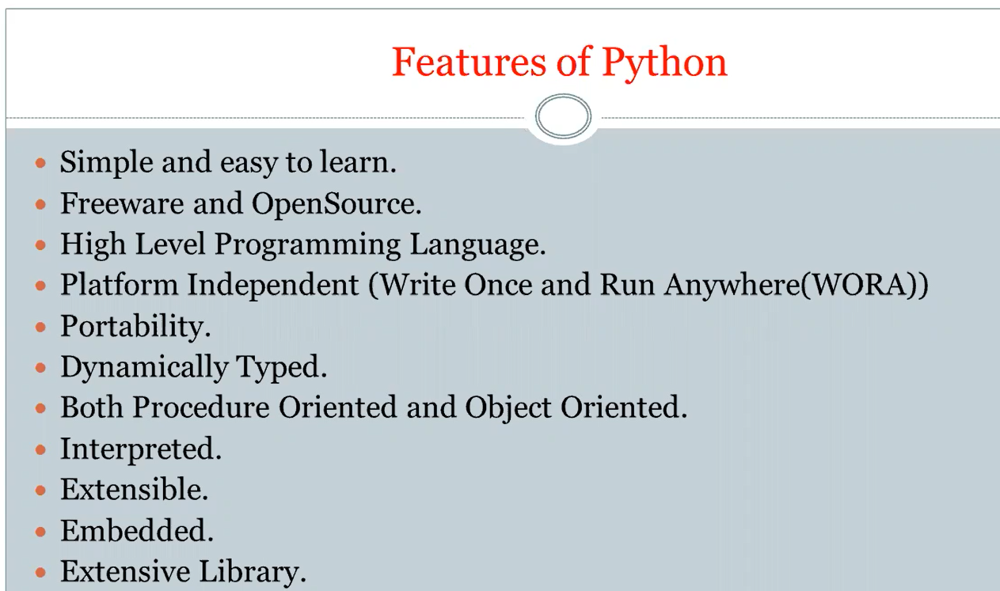 Features of Python
Simple and easy to learn.
Freeware and OpenSource.
High Level Programming Language.
Platform Independent (Write Once and Run Anywhere(WORA))
Portability.
Dynamically Typed.
Both Procedure Oriented and Object Oriented.
Interpreted.
Extensible.
Embedded.
Extensive Library.